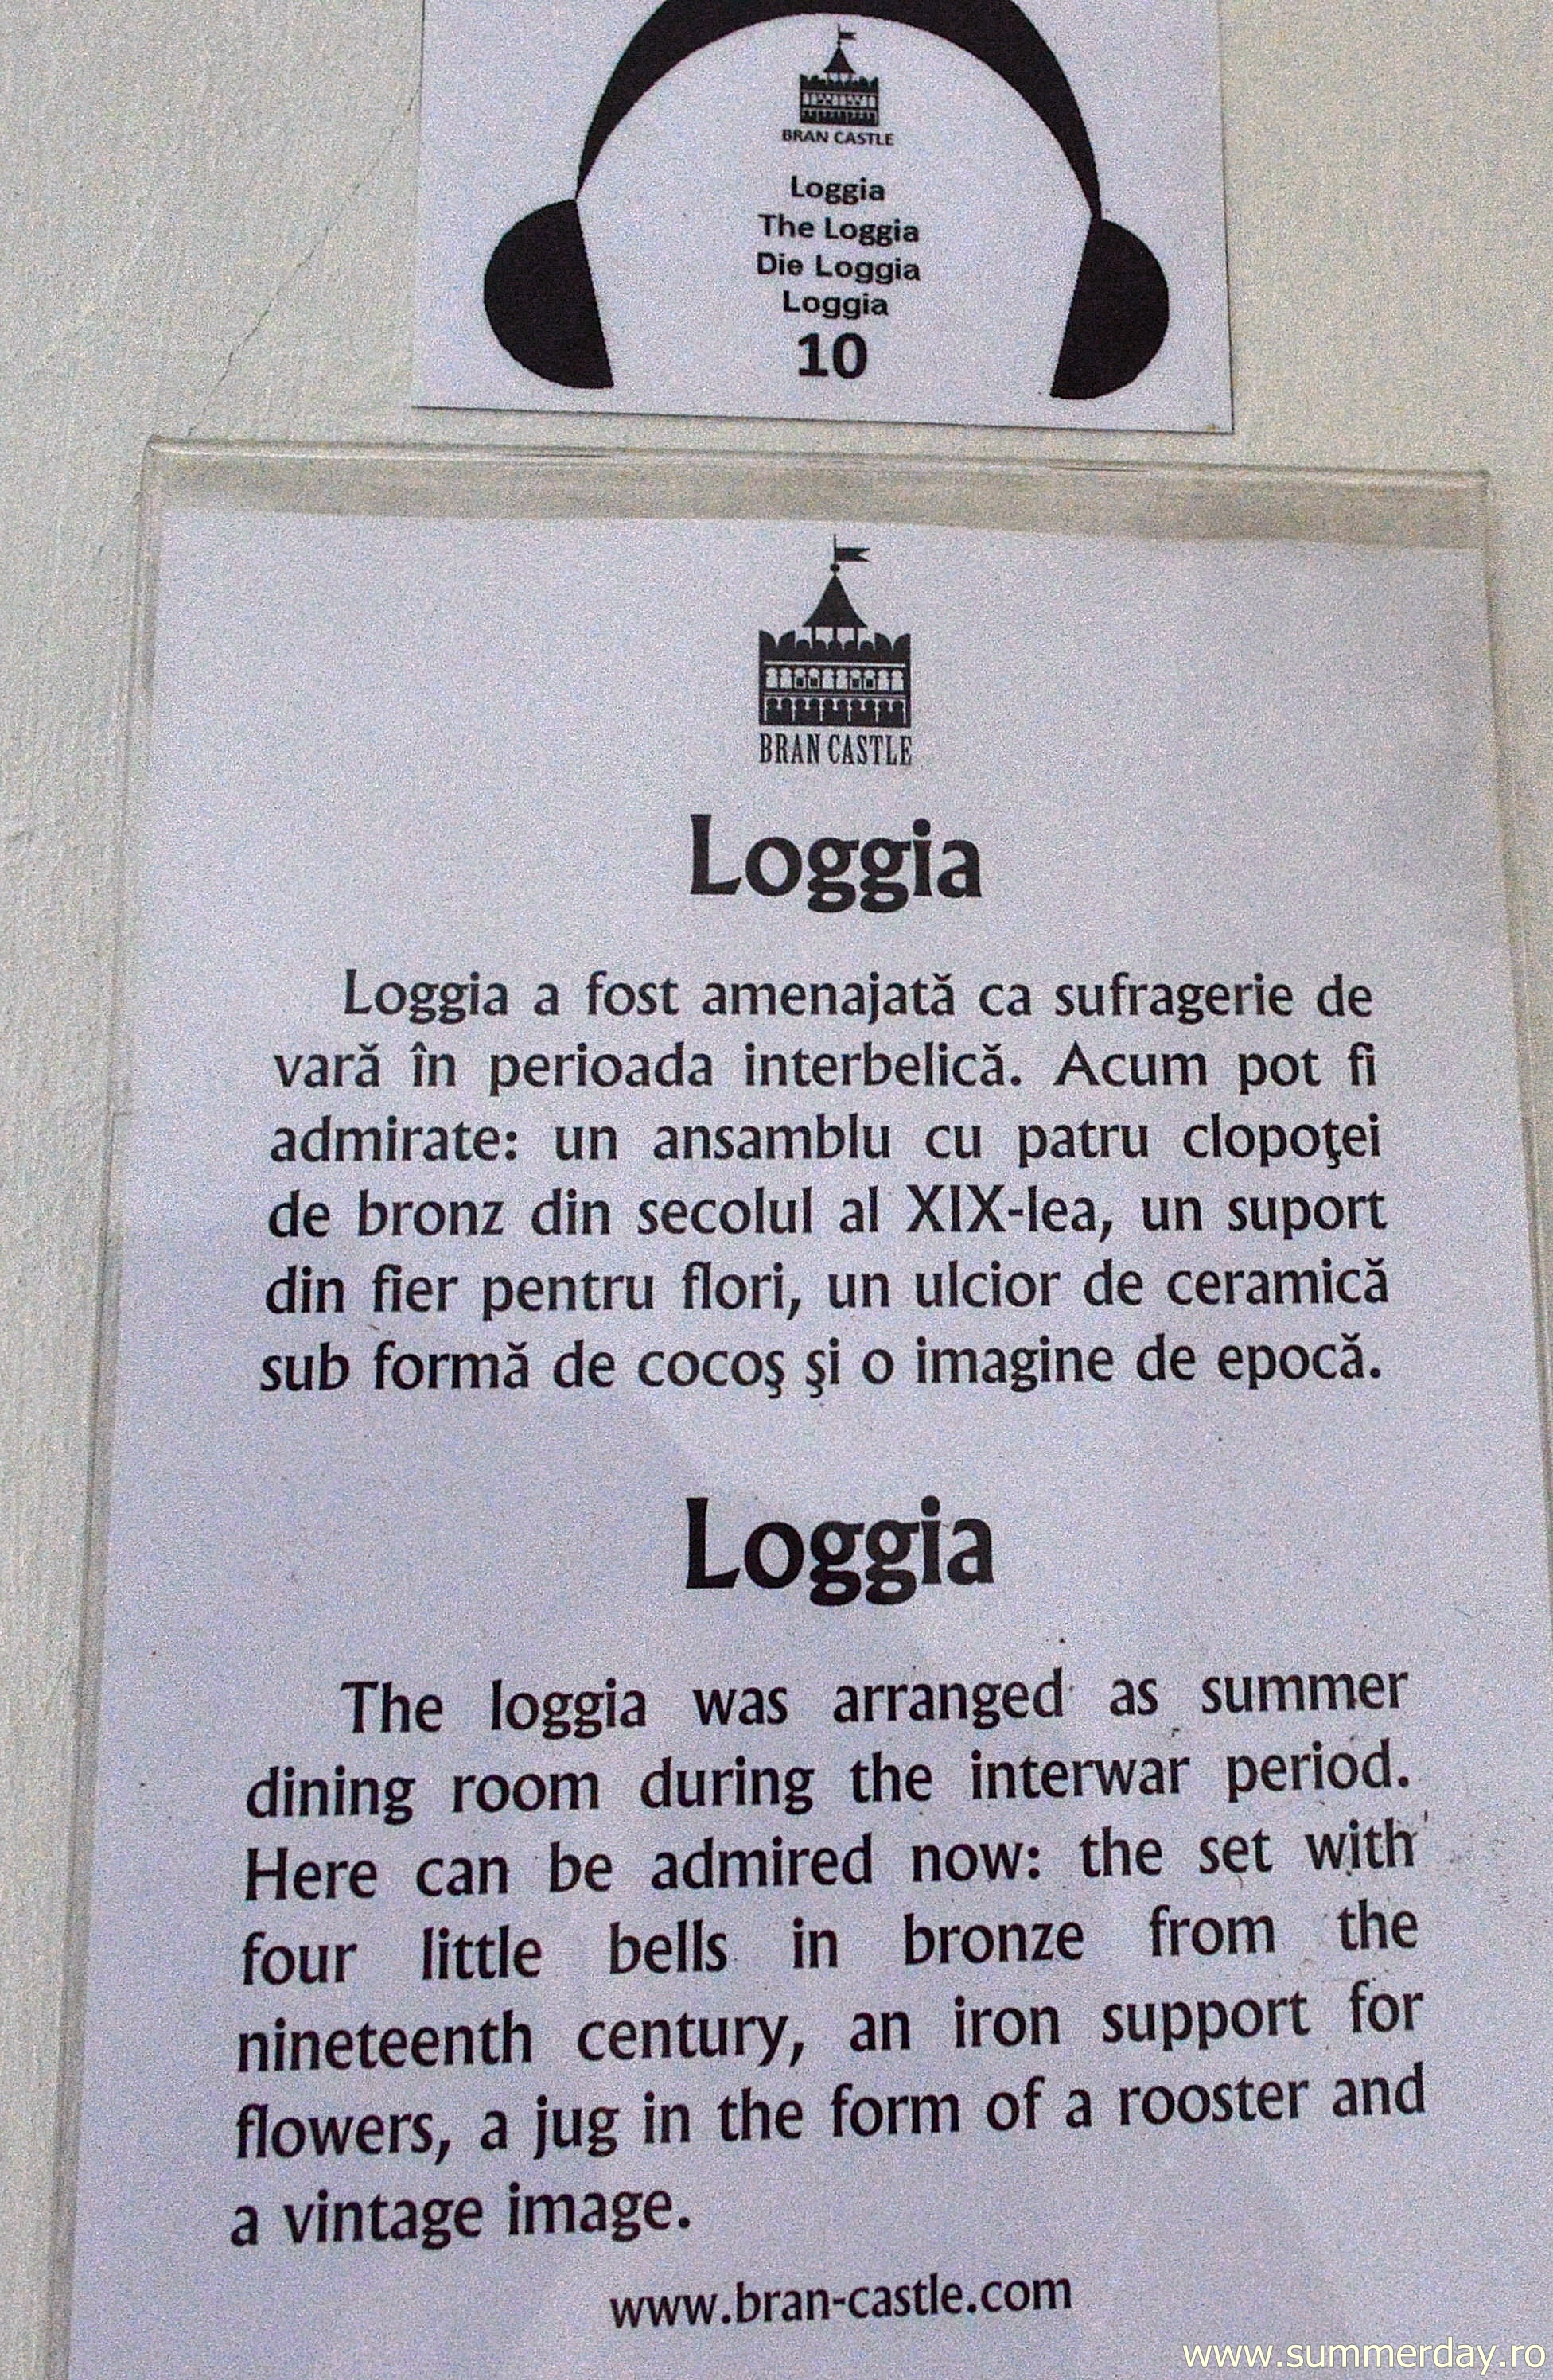 BRAN CASTLE
Loggia
The Loggia
Die Loggia
Loggia
10
BRAN CASTLE
Loggia
Loggia a fost amenajată ca sufragerie de
vară în perioada interbelică. Acum pot fi
admirate: un ansamblu cu patru clopoţei
de bronz din secolul al XIX-lea, un suport
din fier pentru flori, un ulcior de ceramică
sub formă de cocoş şi o imagine de epocă.
Loggia
The loggia was arranged as summer
dining room during the interwar period.
Here can be admired now: the set with
four little bells in bronze from the
nineteenth century, an iron support for
flowers, a jug in the form of a rooster and
a vintage image.
www.bran-castle.com
www.summerday.ro